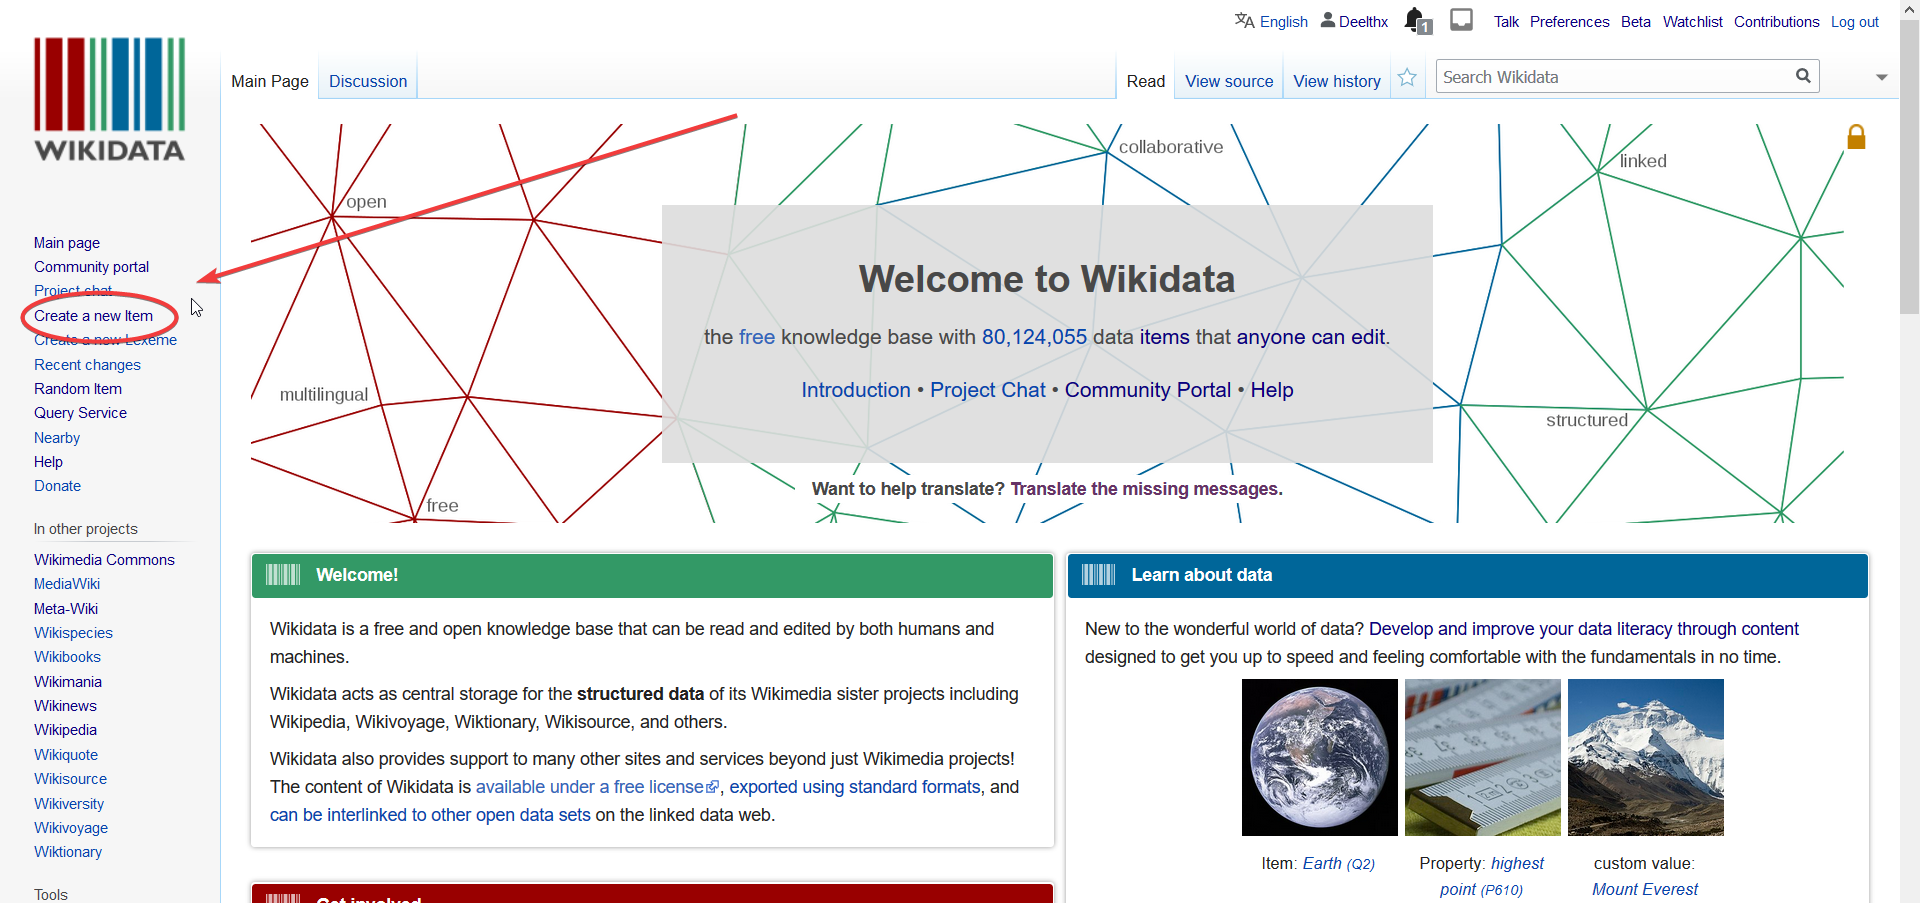 English Deelthx 1 Talk Preferences Beta Watchlist Contributions Log out
WIKIDATA
Main Page Discussion Read View source View history Search Wikidata
Main page
Community portal
Project chat
Create a new Item
Create a new Lexeme
Recent changes
Random Item
Query Service
Nearby
Help
Donate
In other projects
Wikimedia Commons
MediaWiki
Meta-Wiki
Wikispecies
Wikibooks
Wikimania
Wikinews
Wikipedia
Wikiquote
Wikisource
Wikiversity
Wikivoyage
Wiktionary
Tools
collaborative
linked
open
multilingual
structured
free
Welcome to Wikidata
the free knowledge base with 80,124,055 data items that anyone can edit.
Introduction • Project Chat • Community Portal • Help
Want to help translate? Translate the missing messages.
Welcome!
Wikidata is a free and open knowledge base that can be read and edited by both humans and
machines.
Wikidata acts as central storage for the structured data of its Wikimedia sister projects including
Wikipedia, Wikivoyage, Wiktionary, Wikisource, and others.
Wikidata also provides support to many other sites and services beyond just Wikimedia projects!
The content of Wikidata is available under a free license, exported using standard formats, and
can be interlinked to other open data sets on the linked data web.
Get involved
Learn about data
New to the wonderful world of data? Develop and improve your data literacy through content
designed to get you up to speed and feeling comfortable with the fundamentals in no time.
Item: Earth (Q2)
Property: highest
point (P610)
custom value:
Mount Everest